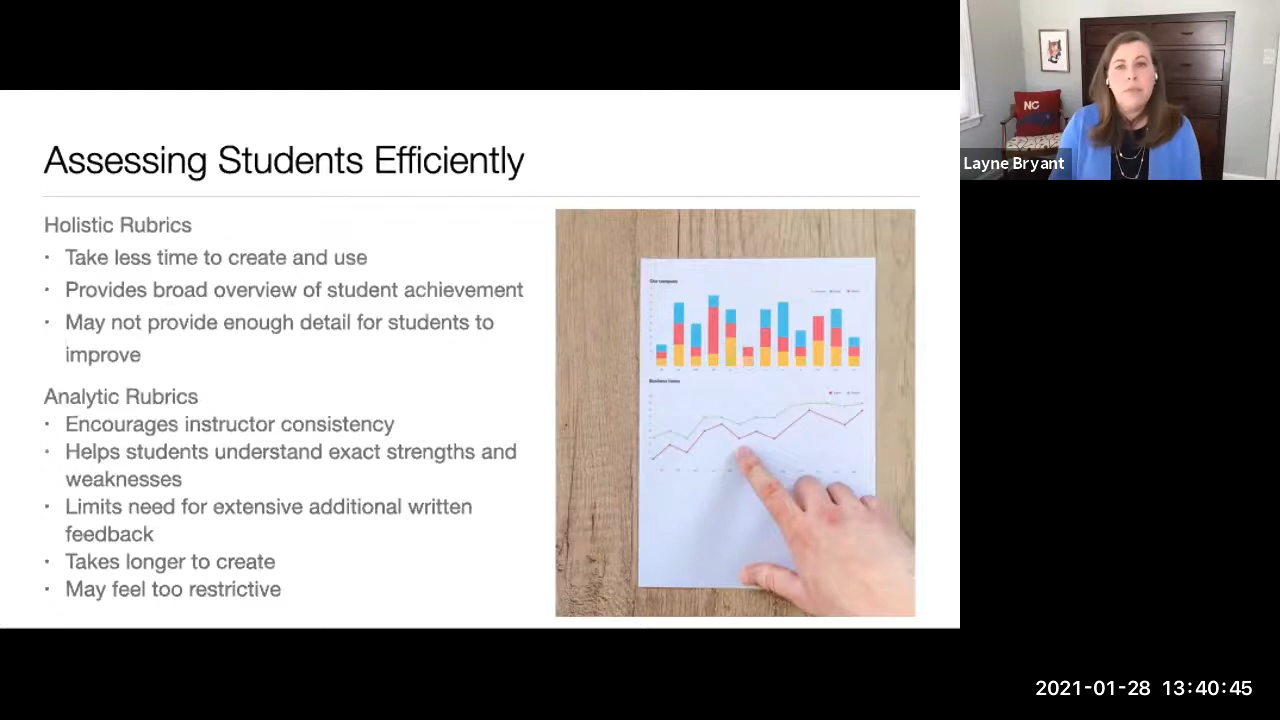 Assessing Students Efficiently
Holistic Rubrics
· Take less time to create and use
· Provides broad overview of student achievement
· May not provide enough detail for students to
improve
Analytic Rubrics
· Encourages instructor consistency
· Helps students understand exact strengths and
weaknesses
· Limits need for extensive additional written
feedback
· Takes longer to create
· May feel too restrictive
NC
Layne Bryant
2021-01-28 13:40:45